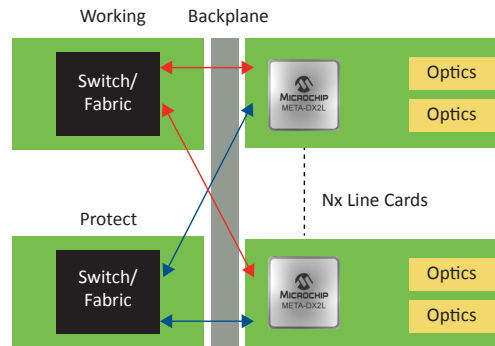 Working
Backplane
Switch/
Fabric
MICROCHIP
META-DX2L
Optics
Optics
Nx Line Cards
Protect
Switch/
Fabric
MICROCHIP
META-DX2L
Optics
Optics